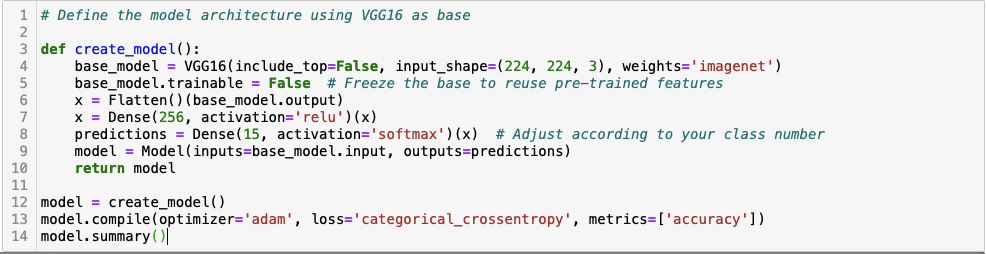 1 # Define the model architecture using VGG16 as base
2
3 def create_model():
4     base_model = VGG16(include_top=False, input_shape=(224, 224, 3), weights='imagenet')
5     base_model.trainable = False  # Freeze the base to reuse pre-trained features
6     x = Flatten()(base_model.output)
7     x = Dense(256, activation='relu')(x)
8     predictions = Dense(15, activation='softmax')(x)  # Adjust according to your class number
9     model = Model(inputs=base_model.input, outputs=predictions)
10     return model
11
12 model = create_model()
13 model.compile(optimizer='adam', loss='categorical_crossentropy', metrics=['accuracy'])
14 model.summary()